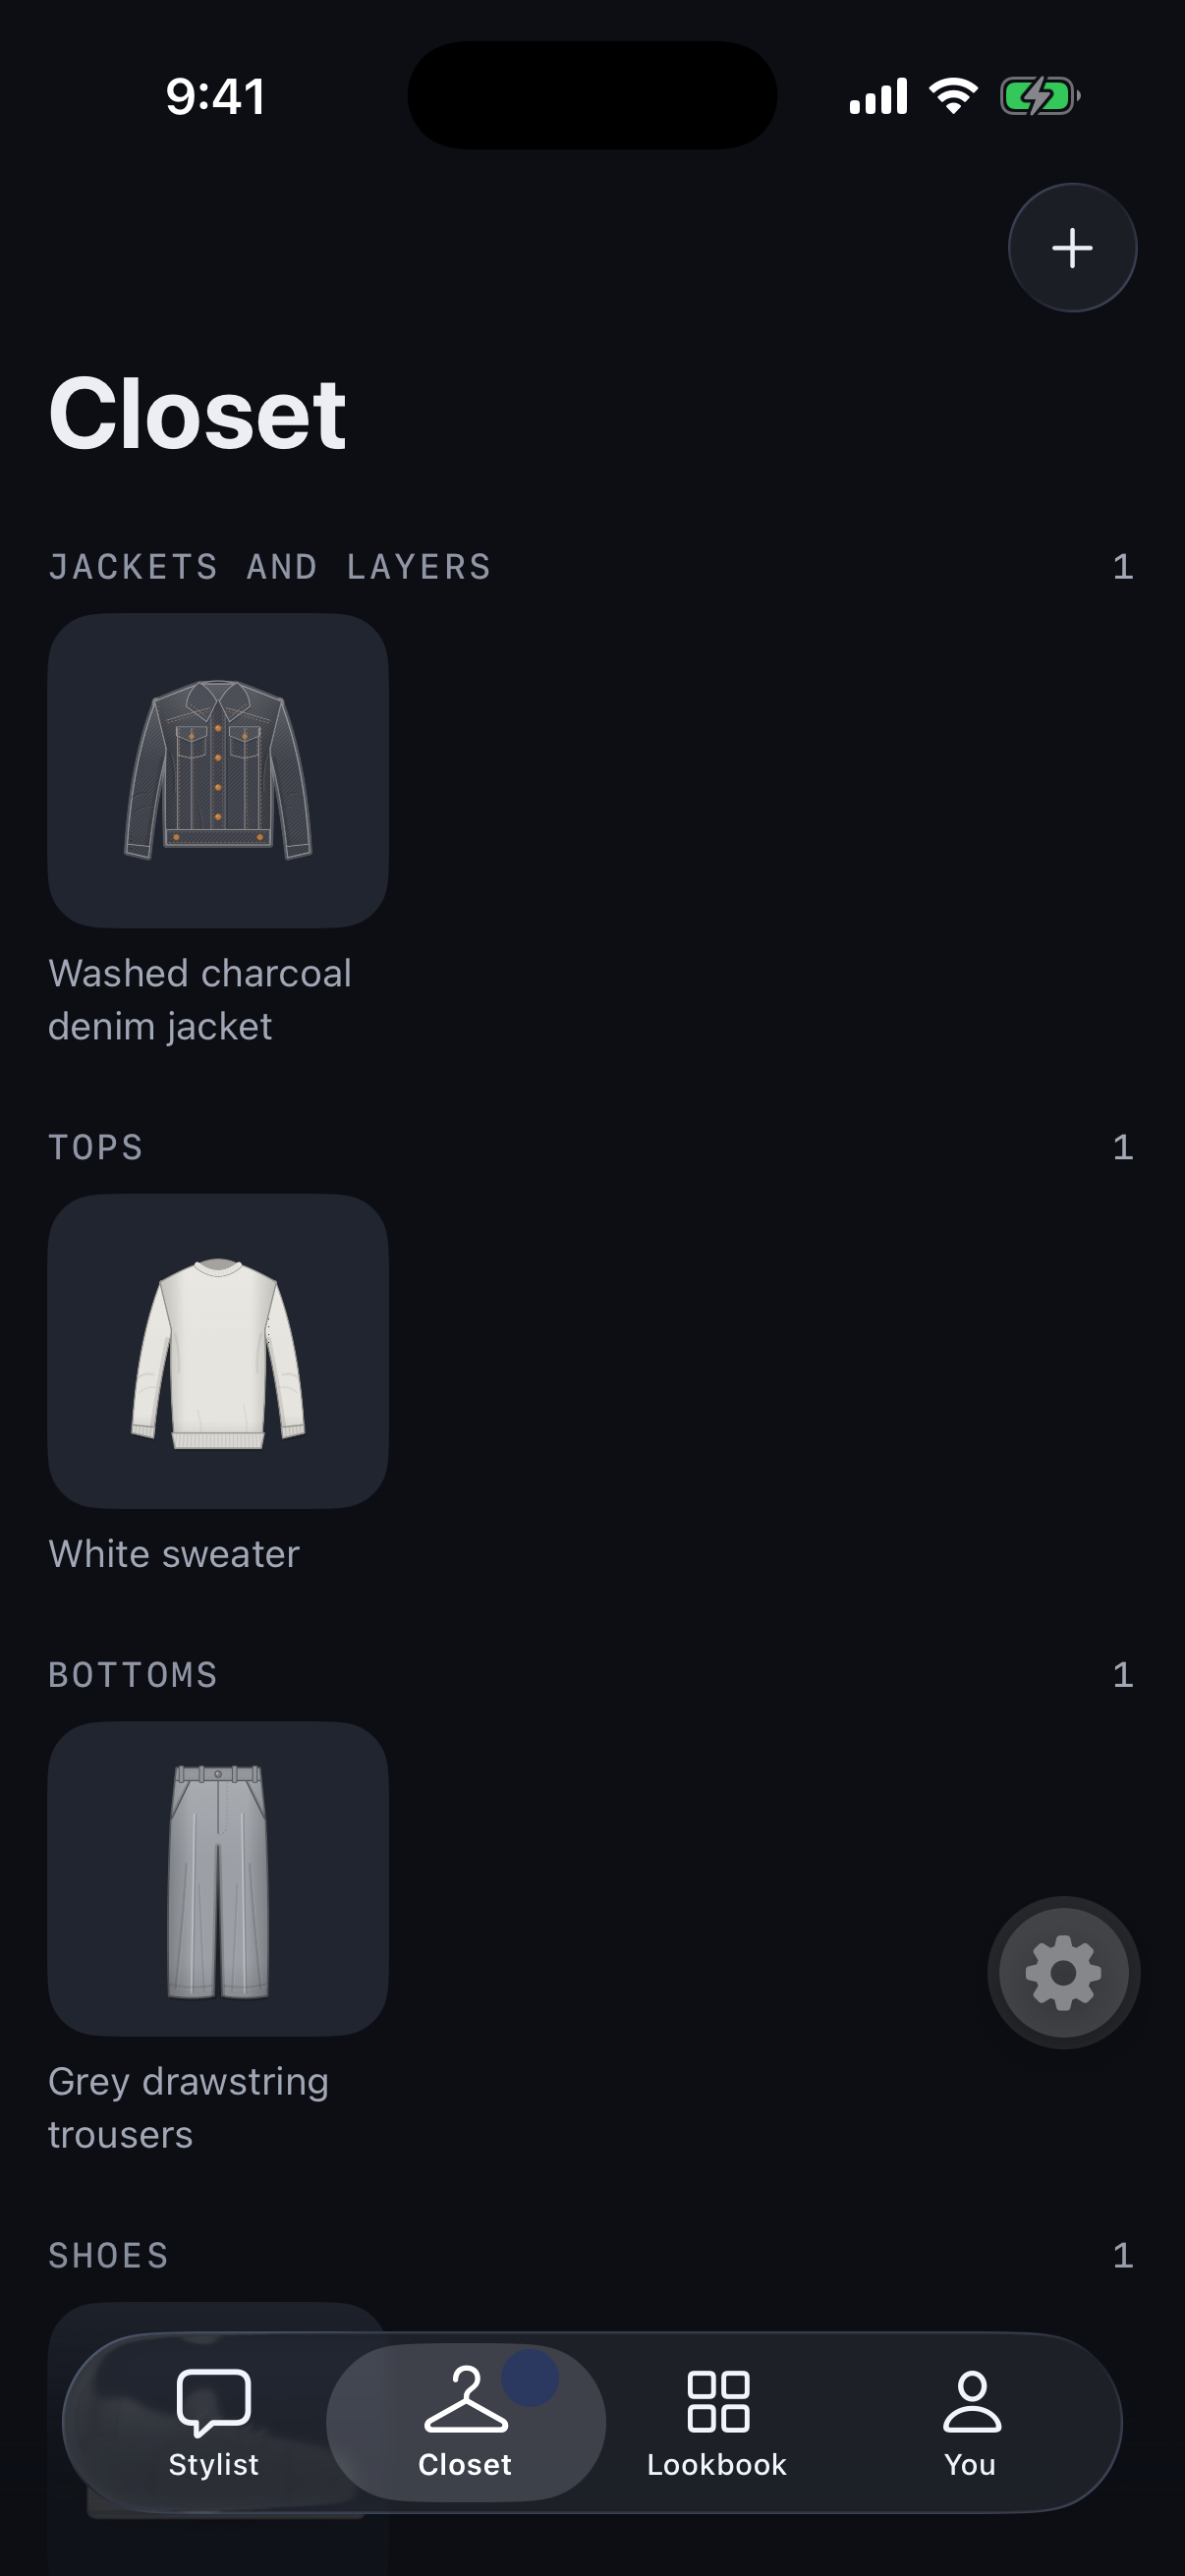 9:41
Closet
JACKETS AND LAYERS 1
Washed charcoal
denim jacket
TOPS 1
White sweater
BOTTOMS 1
Grey drawstring
trousers
SHOES 1
Stylist Closet Lookbook You